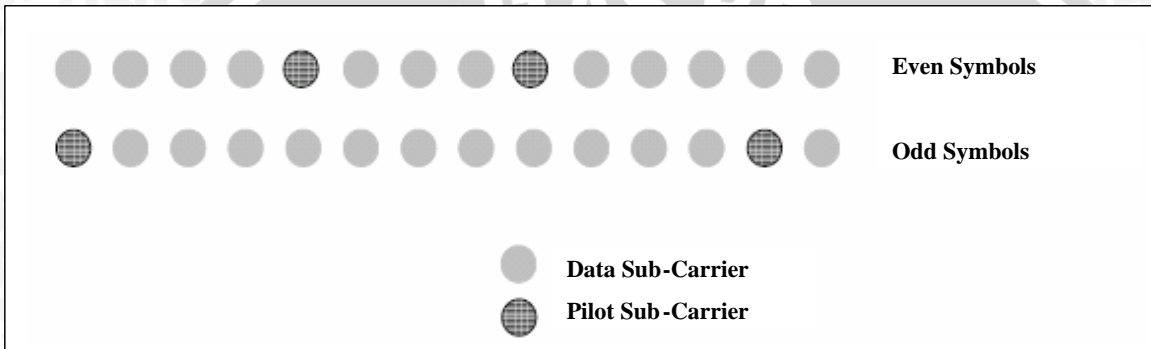 Even Symbols
Odd Symbols
Data Sub-Carrier
Pilot Sub-Carrier